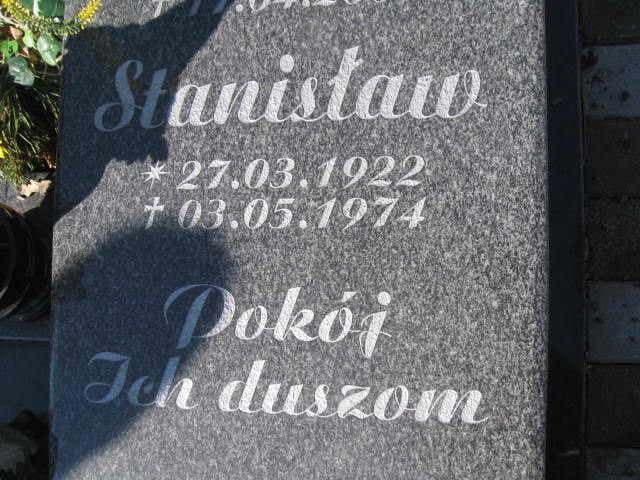 Stanisław
* 27.03.1922
† 03.05.1974
Pokój
Ich duszom